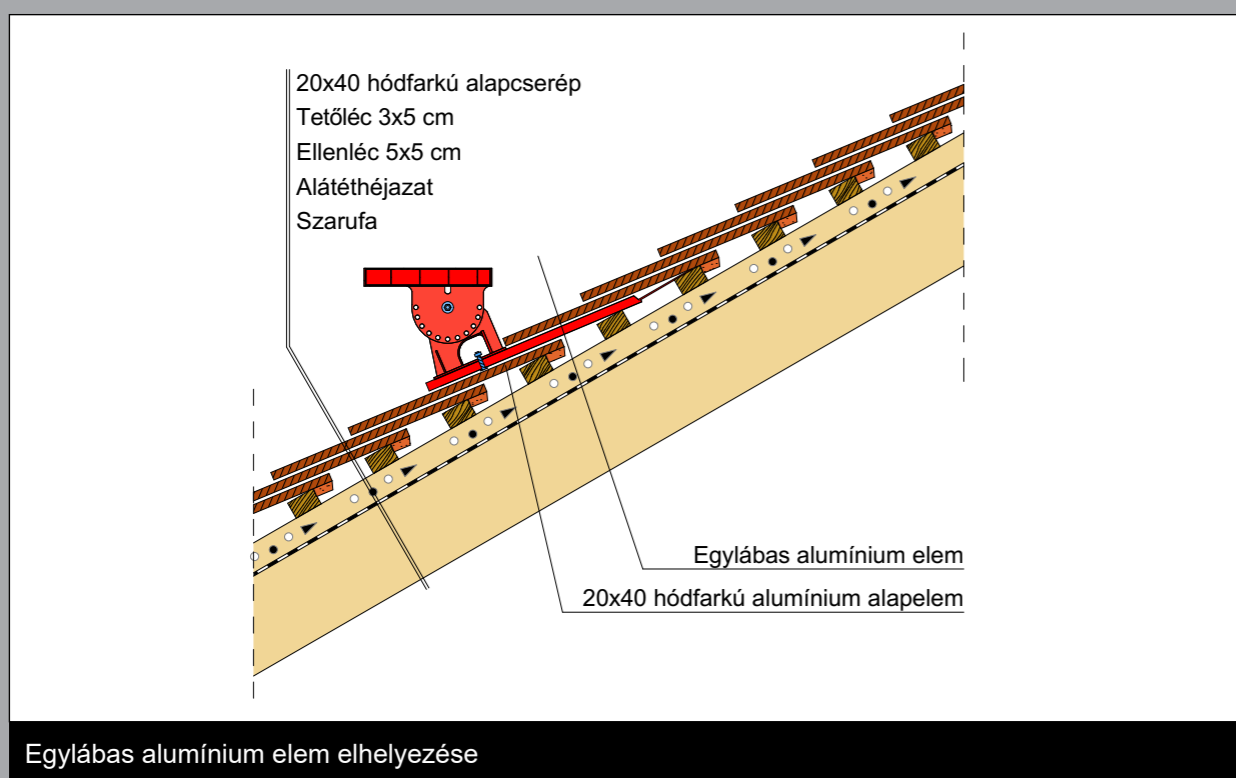 20x40 hódfarkú alapcserép
Tetőléc 3x5 cm
Ellenléc 5x5 cm
Alátéthéjazat
Szarufa
Egylábas alumínium elem
20x40 hódfarkú alumínium alapelem
Egylábas alumínium elem elhelyezése